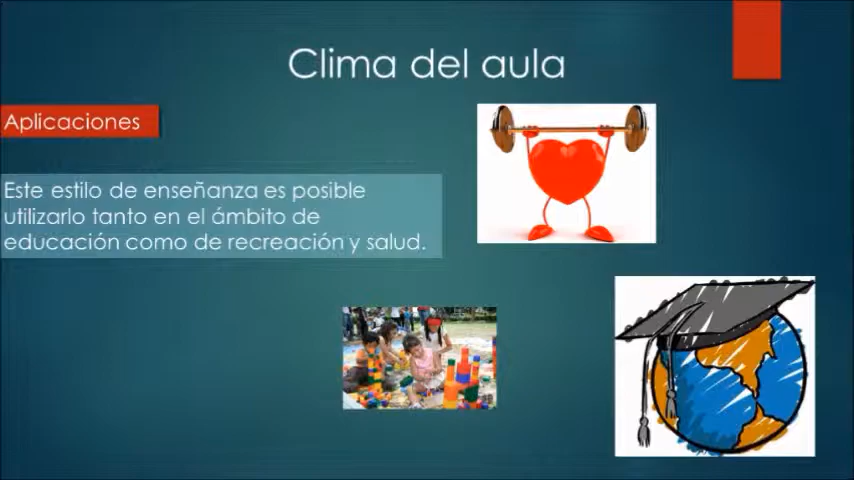 Clima del aula
Aplicaciones
Este estilo de enseñanza es posible
utilizarlo tanto en el ámbito de
educación como de recreación y salud.